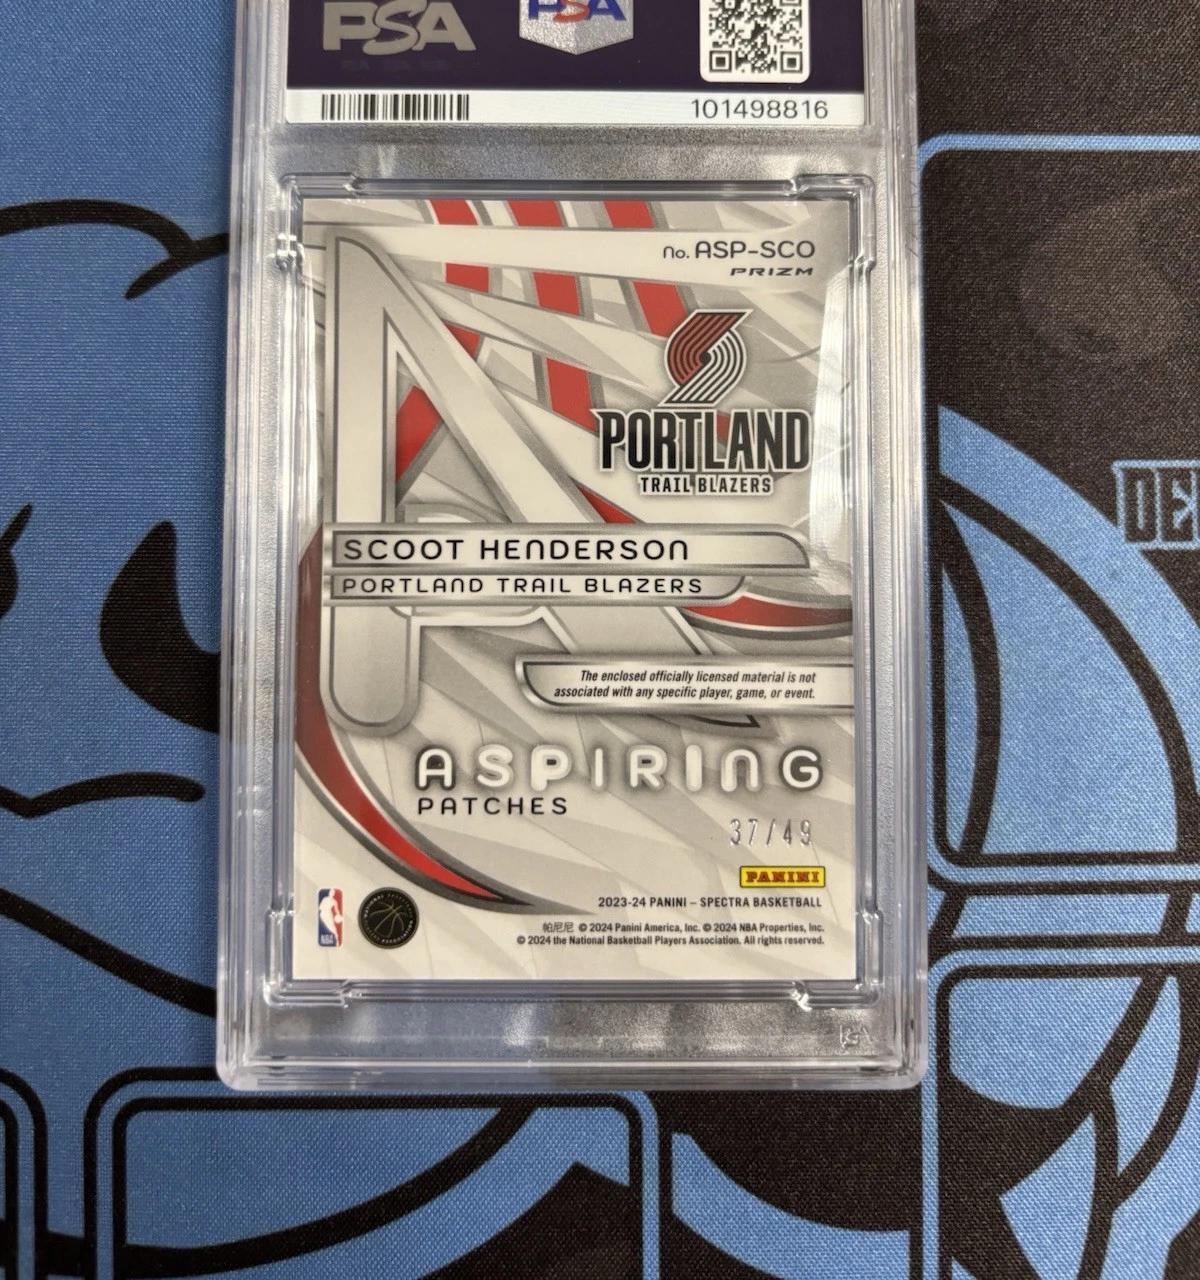 PSA
PSA
101498816
No. ASP-SCO
PRIZM
PORTLAND
TRAIL BLAZERS
SCOOT HENDERSON
PORTLAND TRAIL BLAZERS
The enclosed officially licensed material is not
associated with any specific player, game, or event.
ASPIRING
PATCHES
37/49
PANINI
2023-24 PANINI – SPECTRA BASKETBALL
帕尼尼 © 2024 Panini America, Inc. © 2024 NBA Properties, Inc.
© 2024 the National Basketball Players Association. All rights reserved.
NBA
DE